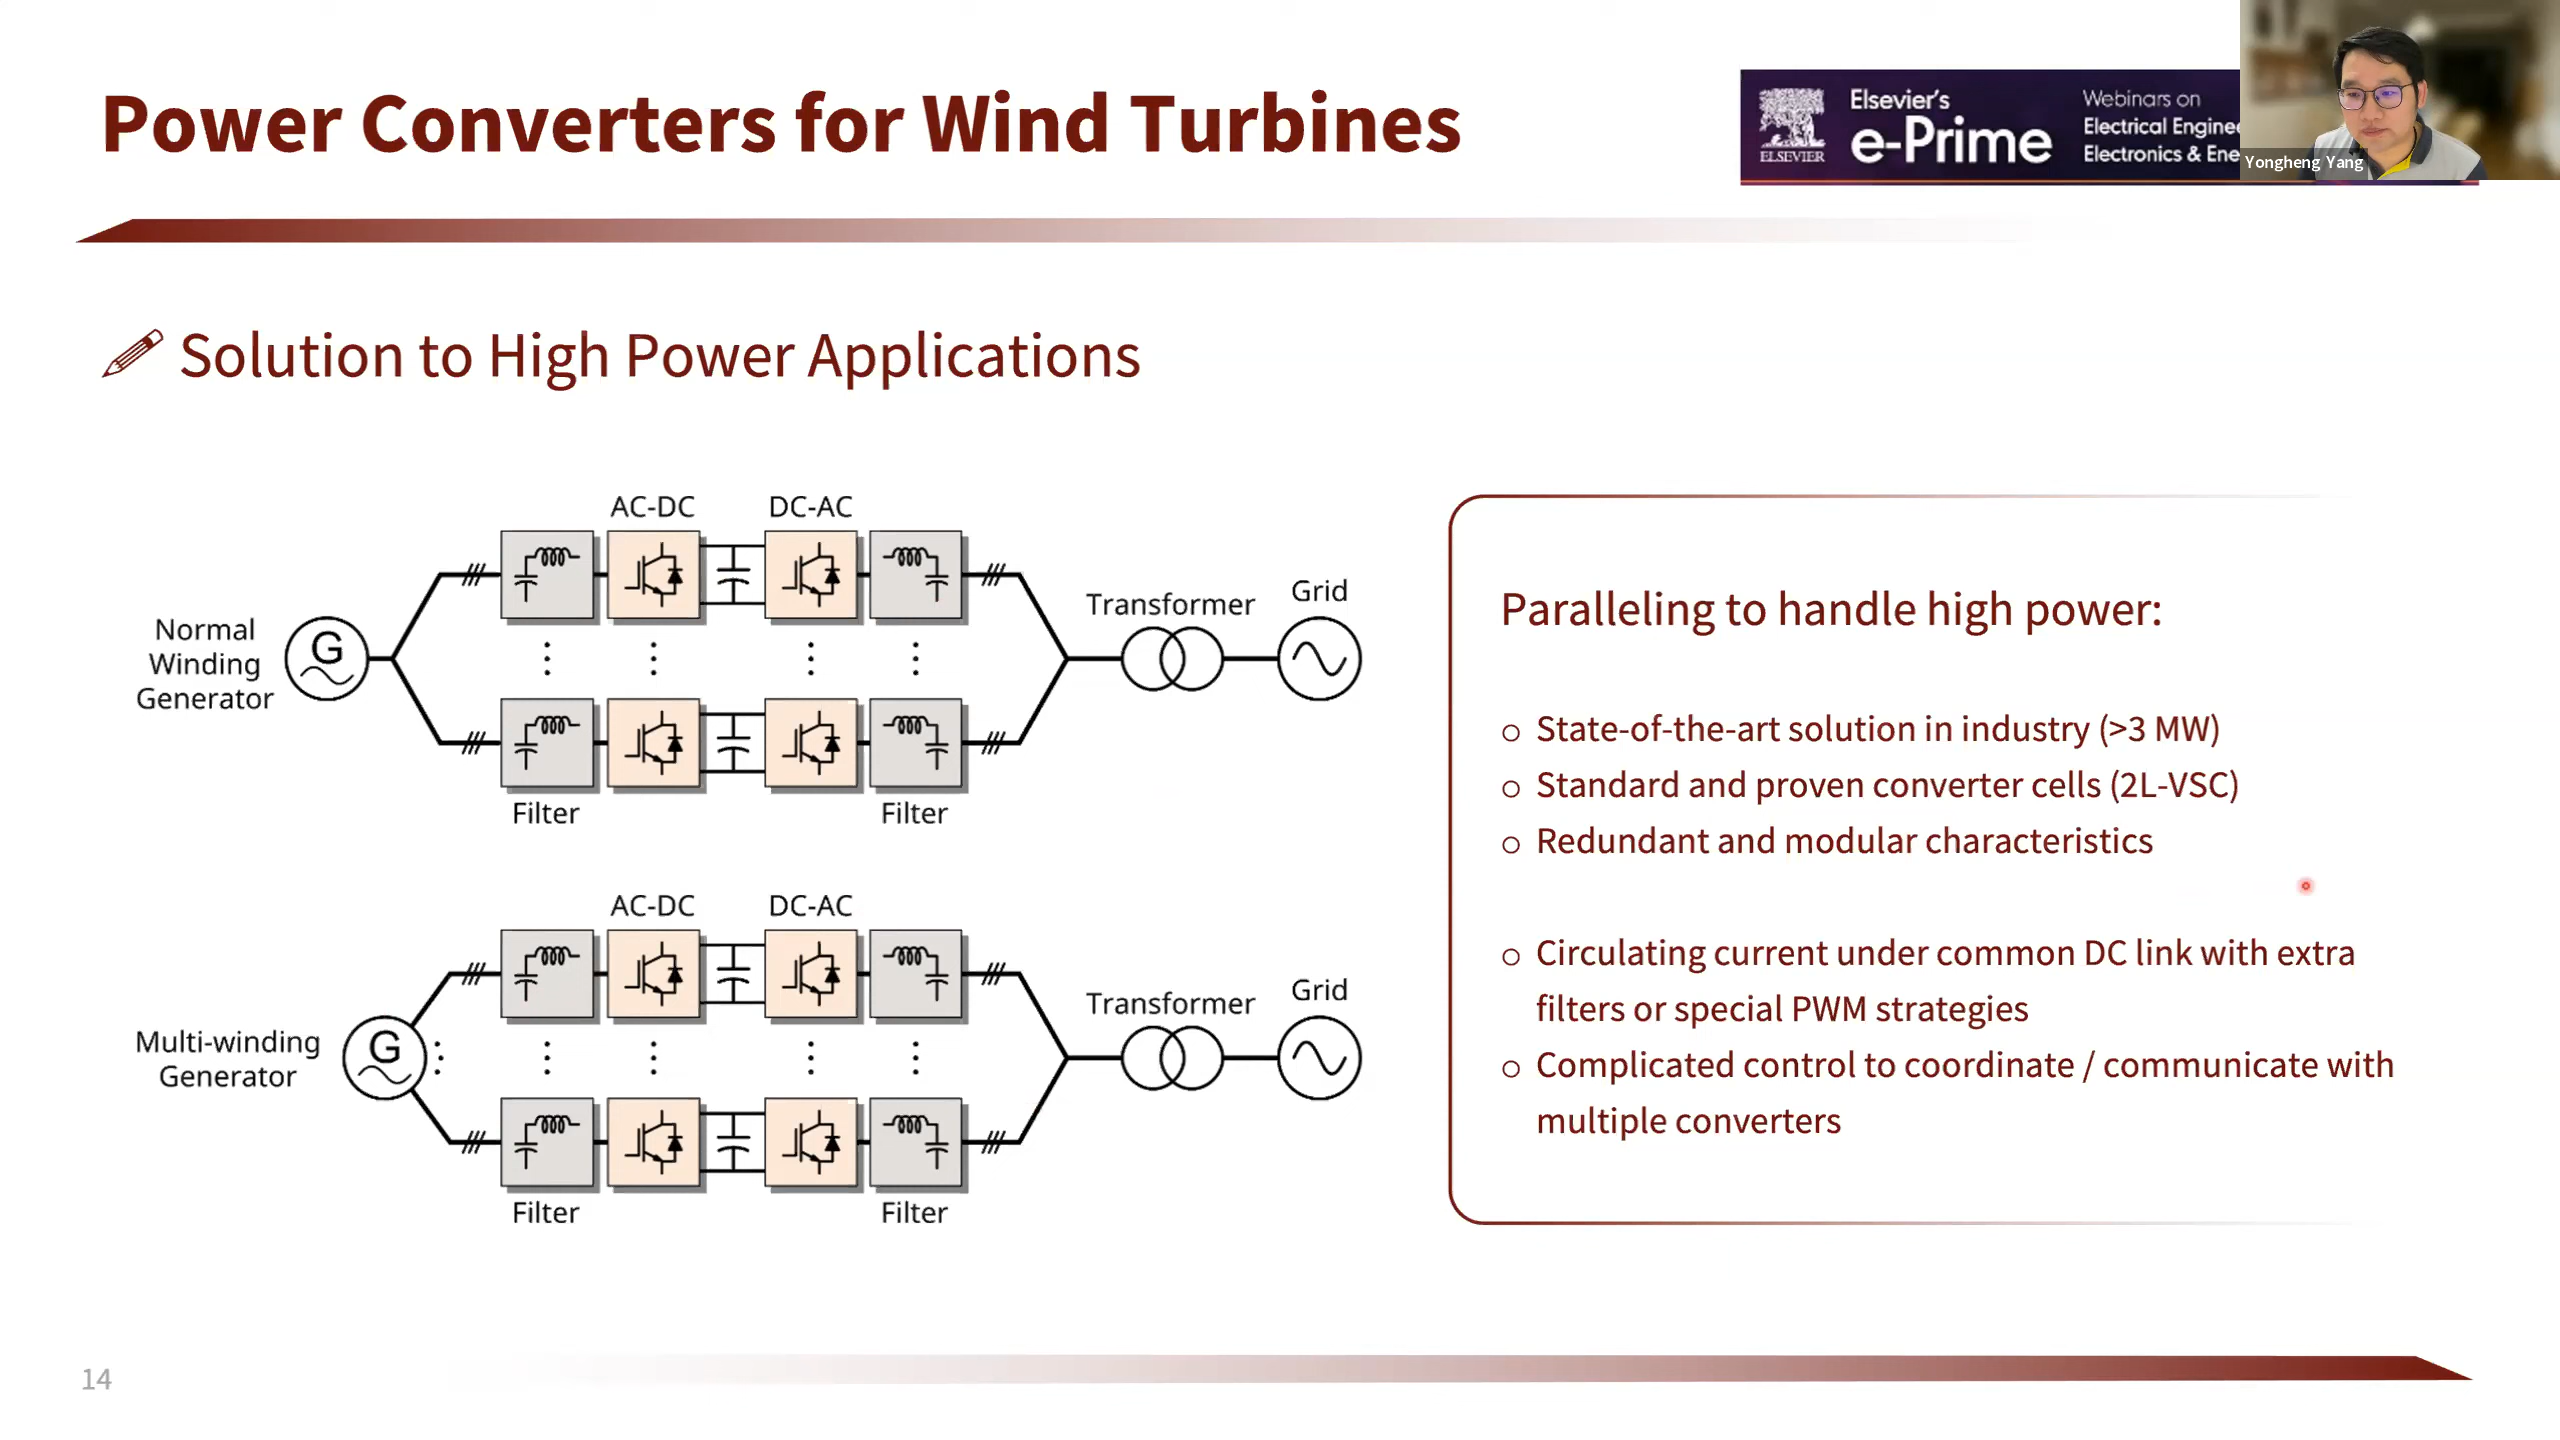 Power Converters for Wind Turbines
ELSEVIER
Elsevier's
e-Prime
Webinars on
Electrical
Electronics &
Yongheng Yang
Solution to High Power Applications
AC-DC
DC-AC
Normal
Winding
Generator
G
Transformer
Grid
Filter
Filter
AC-DC
DC-AC
Multi-winding
Generator
G
Transformer
Grid
Filter
Filter
Paralleling to handle high power:
State-of-the-art solution in industry (>3 MW)
Standard and proven converter cells (2L-VSC)
Redundant and modular characteristics
Circulating current under common DC link with extra
filters or special PWM strategies
Complicated control to coordinate / communicate with
multiple converters
14